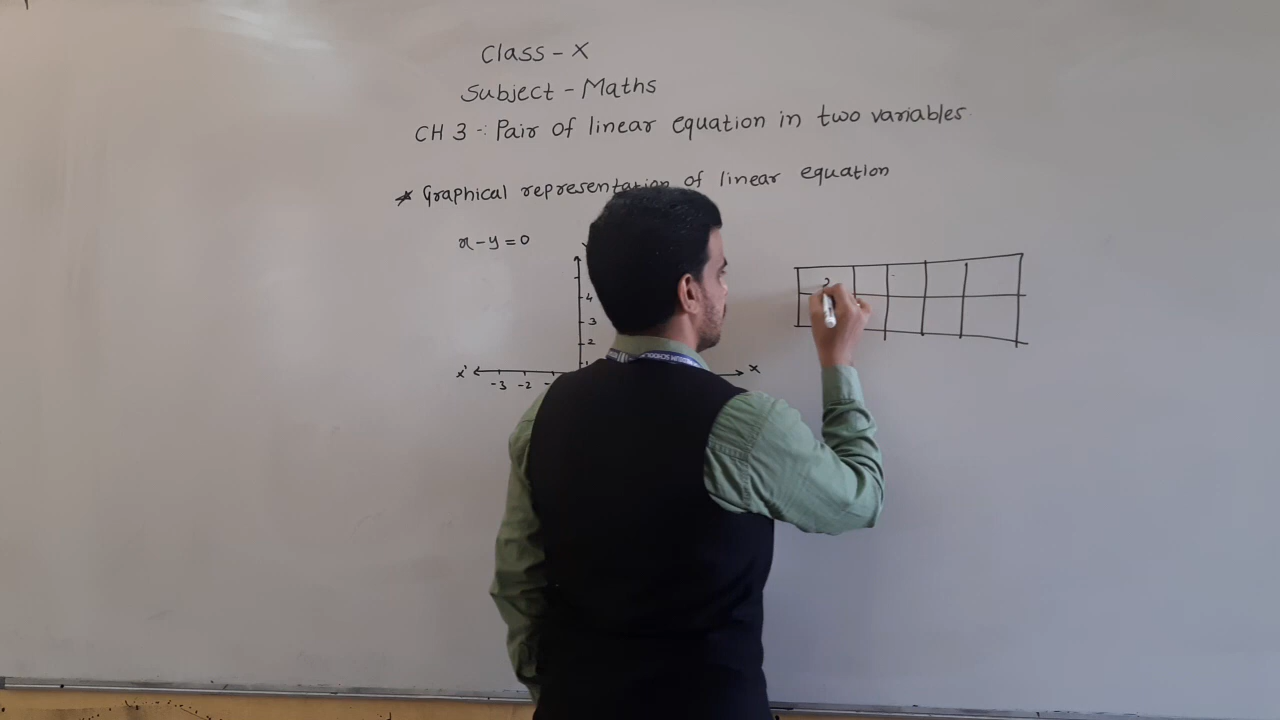 Class - X
Subject - Maths
CH 3 -: Pair of linear equation in two variables
* Graphical representation of linear equation
x - y = 0
4
3
2
X'
-3 -2
X